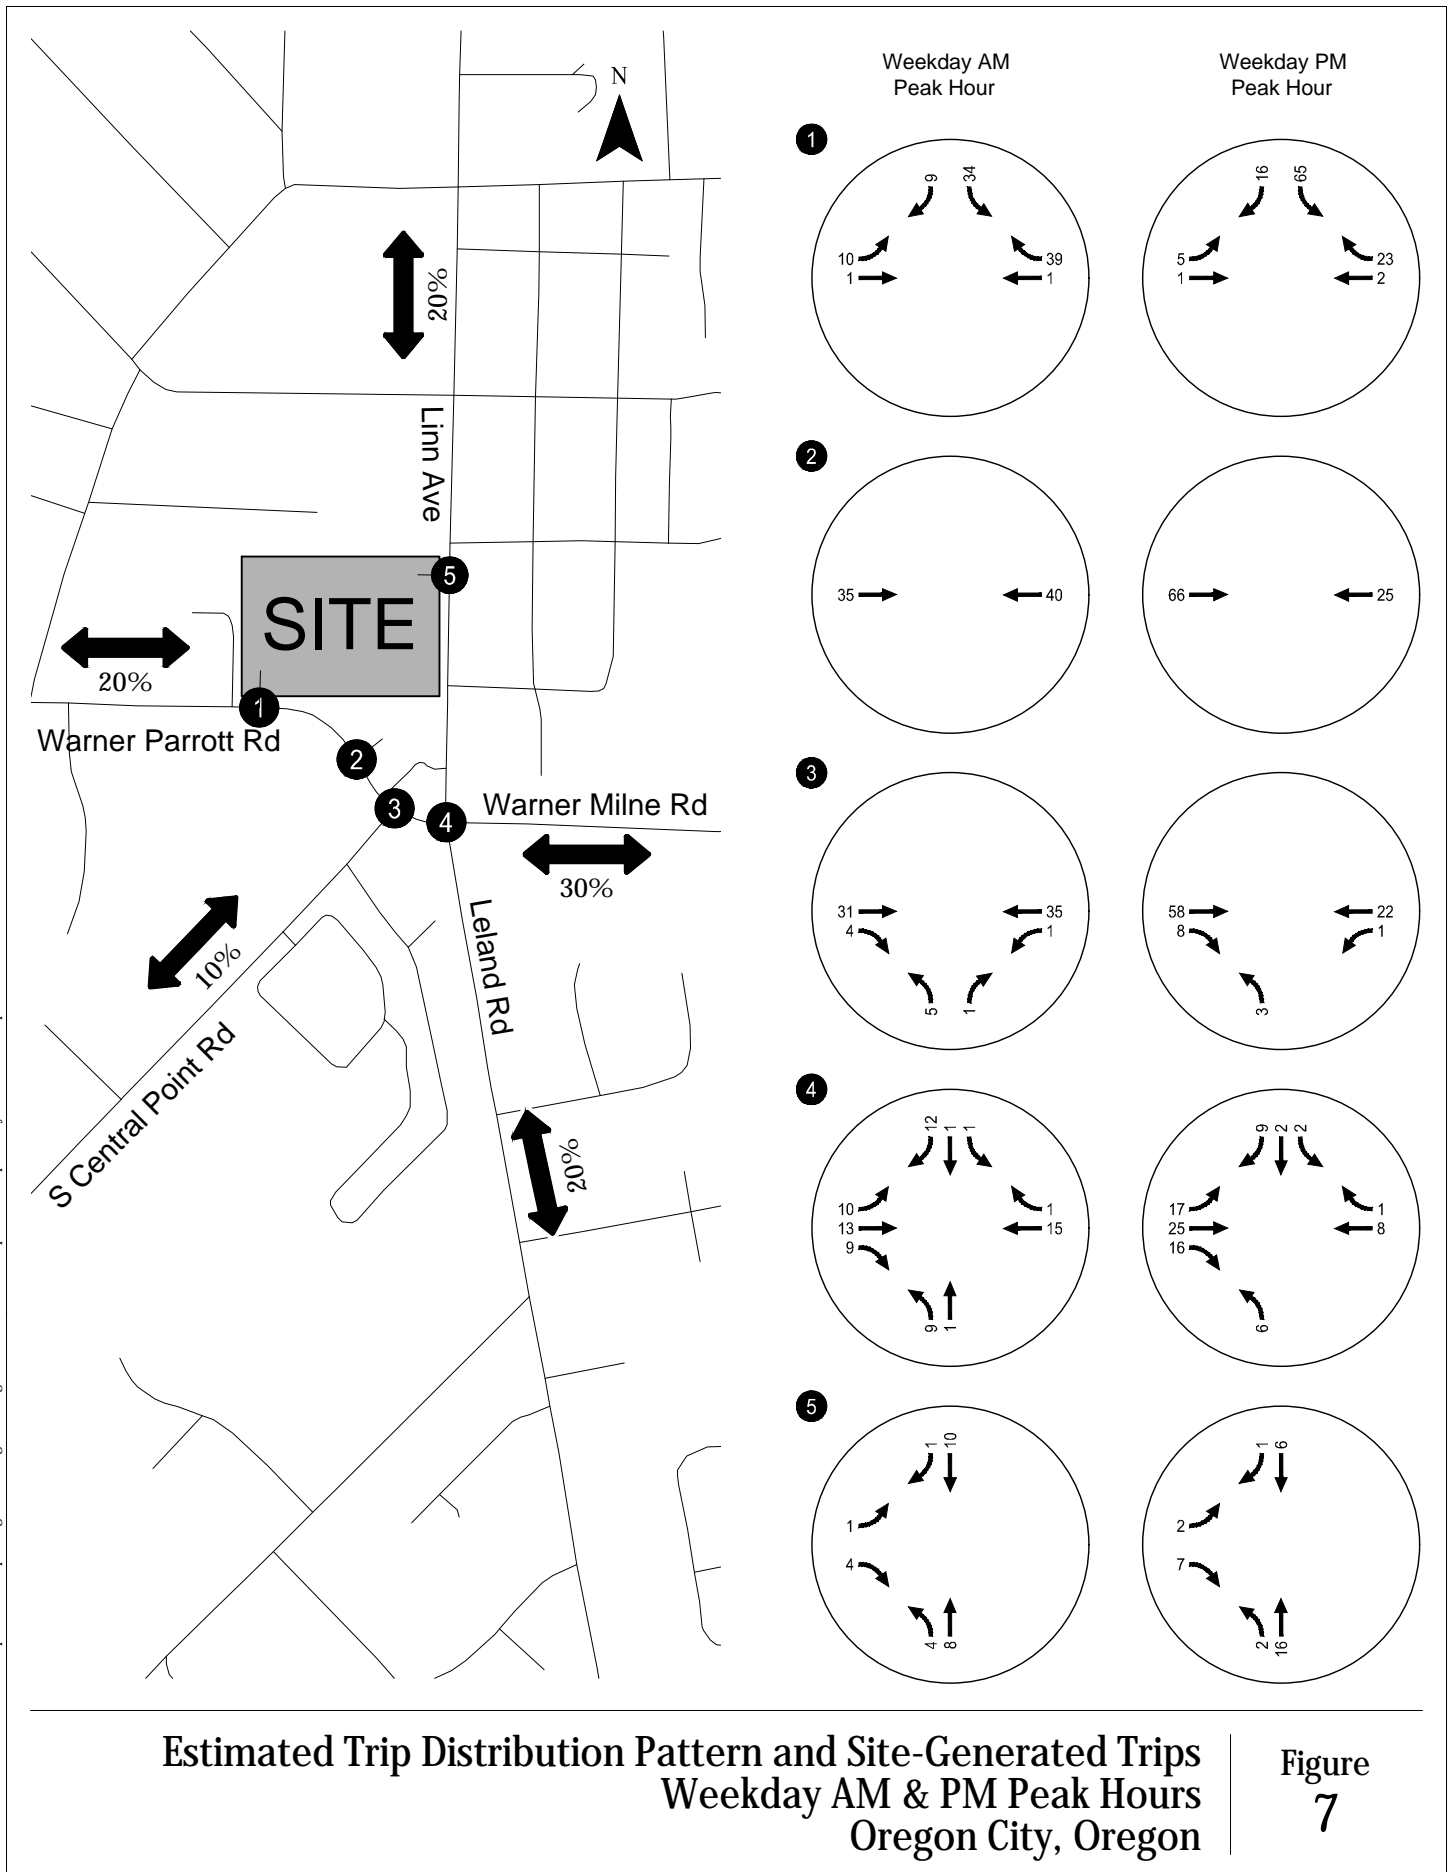 N
20%
Linn Ave
5
SITE
20%
1
Warner Parrott Rd
2
3
4
Warner Milne Rd
30%
10%
Leland Rd
S Central Point Rd
20%
Weekday AM
Peak Hour
Weekday PM
Peak Hour
1
9 34
10 39
1 1
16 65
5 23
1 2
2
35 40
66 25
3
31 35
4 1
5 1
58 22
8 1
3
4
12 1 1
10 1
13 15
9
9 1
9 2 2
17 1
25 8
16
6
5
1 10
1
4
4 8
1 6
2
7
2 16
Estimated Trip Distribution Pattern and Site-Generated Trips
Weekday AM & PM Peak Hours
Oregon City, Oregon
Figure
7